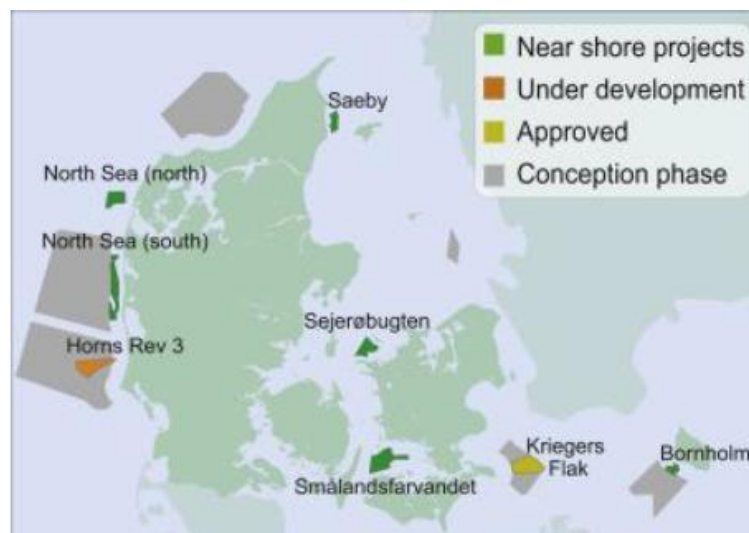 Near shore projects
Under development
Approved
Conception phase
Saeby
North Sea (north)
North Sea (south)
Horns Rev 3
Sejerøbugten
Smålandsfarvandet
Kriegers
Flak
Bornholm